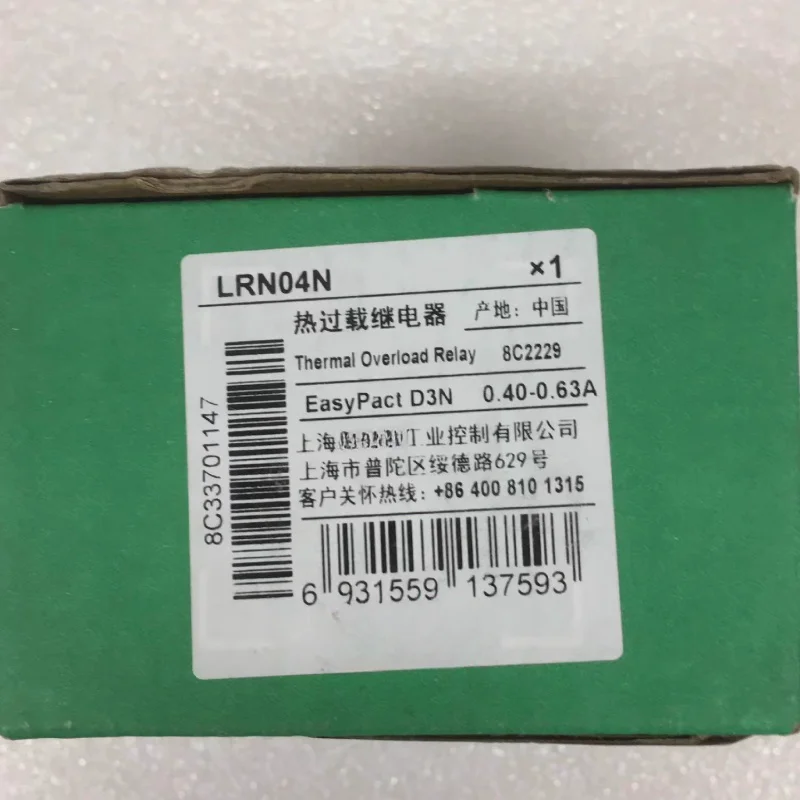 LRN04N ×1
热过载继电器 产地: 中国
Thermal Overload Relay 8C2229
EasyPact D3N 0.40-0.63A
上海 工业控制有限公司
上海市普陀区绥德路629号
客户关怀热线: +86 400 810 1315
8C33701147
6 931559 137593